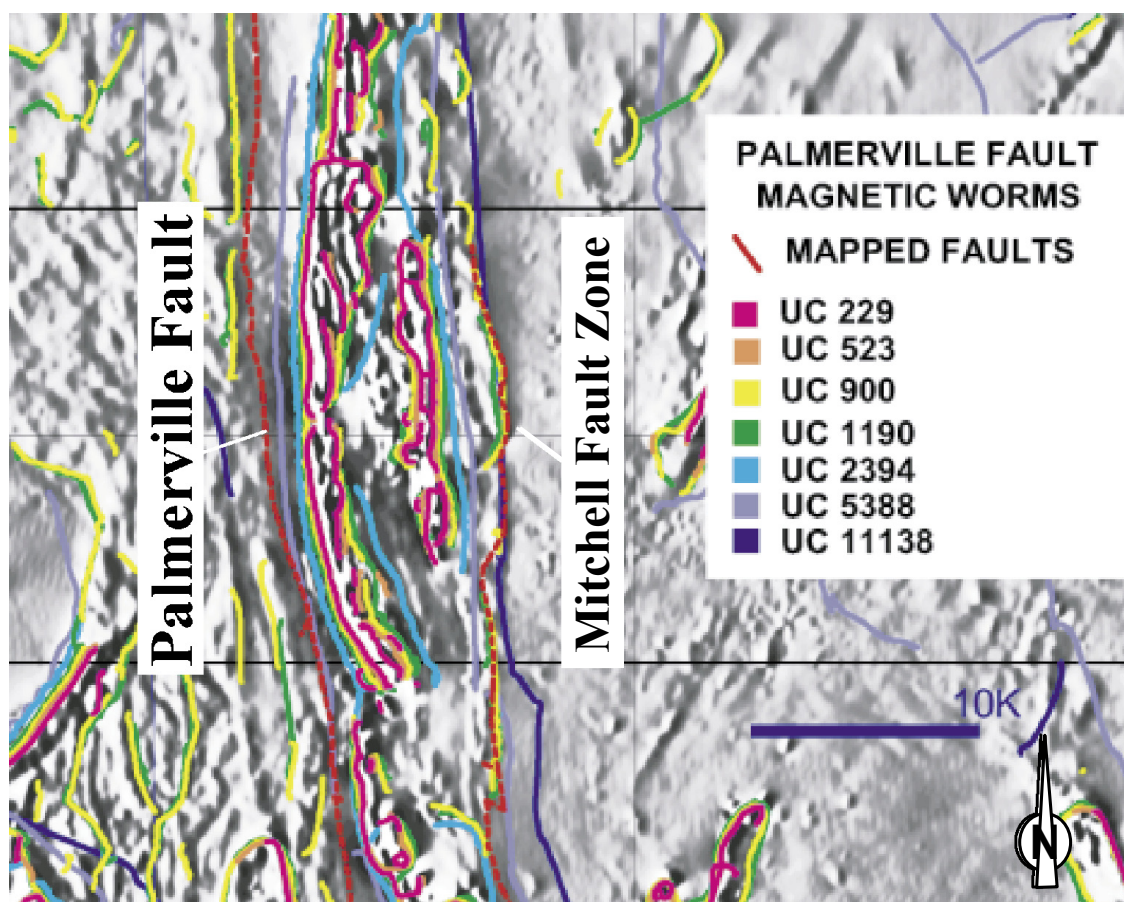 Palmerville Fault
Mitchell Fault Zone
PALMERVILLE FAULT
MAGNETIC WORMS
MAPPED FAULTS
UC 229
UC 523
UC 900
UC 1190
UC 2394
UC 5388
UC 11138
10K
N